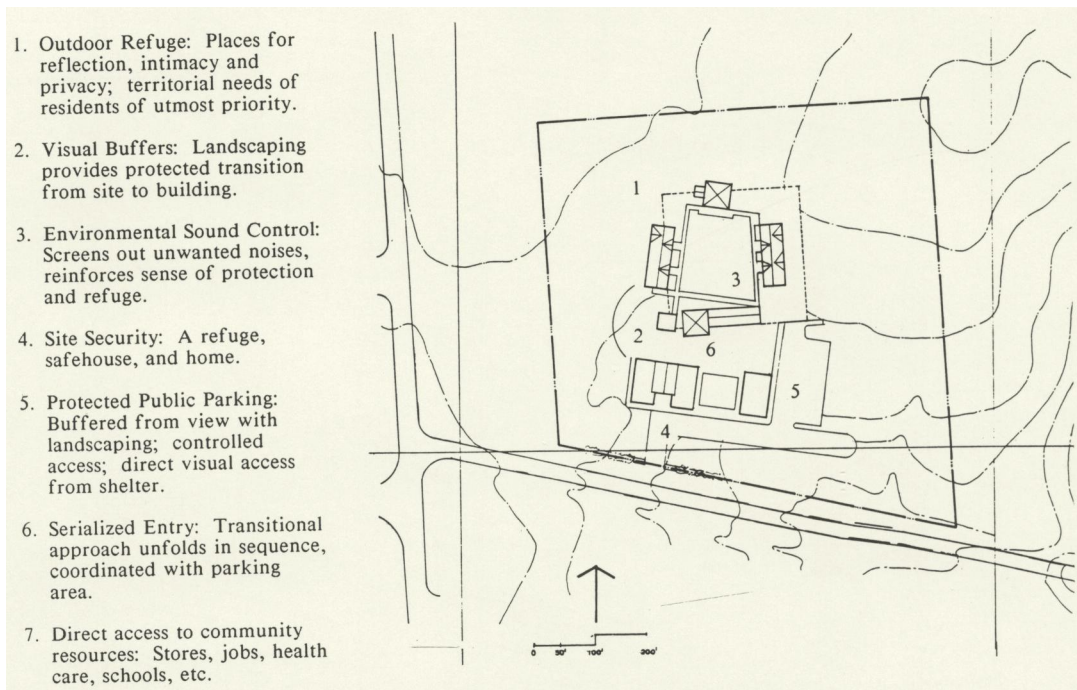 1. Outdoor Refuge: Places for
reflection, intimacy and
privacy; territorial needs of
residents of utmost priority.
2. Visual Buffers: Landscaping
provides protected transition
from site to building.
3. Environmental Sound Control:
Screens out unwanted noises,
reinforces sense of protection
and refuge.
4. Site Security: A refuge,
safehouse, and home.
5. Protected Public Parking:
Buffered from view with
landscaping; controlled
access; direct visual access
from shelter.
6. Serialized Entry: Transitional
approach unfolds in sequence,
coordinated with parking
area.
7. Direct access to community
resources: Stores, jobs, health
care, schools, etc.
1
3
2
6
5
4
0 50' 100' 200'